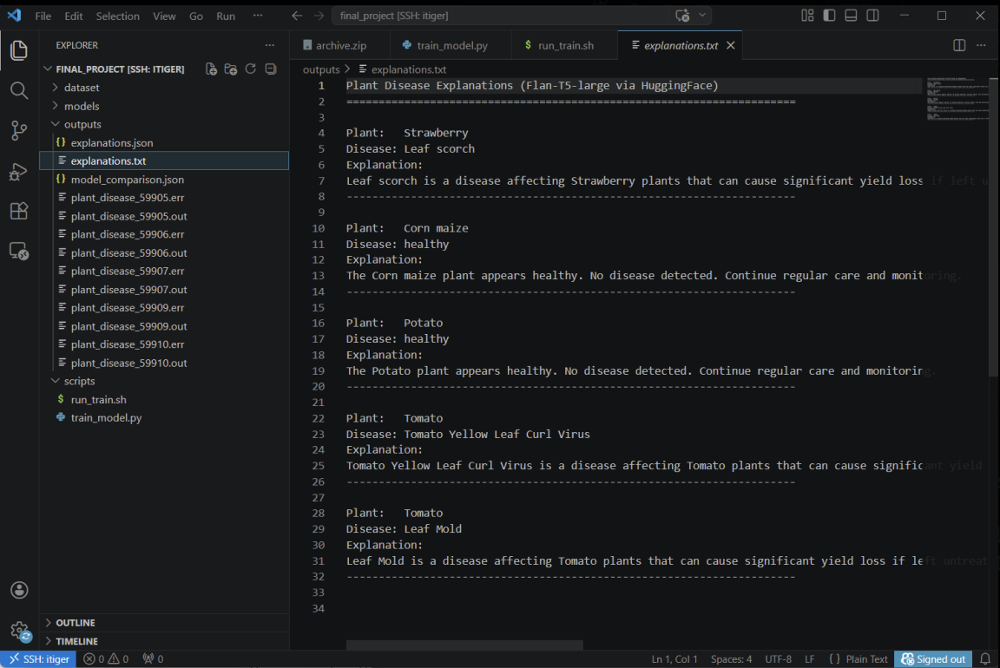 File Edit Selection View Go Run ··· final_project [SSH: itiger]
EXPLORER ···
FINAL_PROJECT [SSH: ITIGER]
dataset
models
outputs
explanations.json
explanations.txt
model_comparison.json
plant_disease_59905.err
plant_disease_59905.out
plant_disease_59906.err
plant_disease_59906.out
plant_disease_59907.err
plant_disease_59907.out
plant_disease_59909.err
plant_disease_59909.out
plant_disease_59910.err
plant_disease_59910.out
scripts
run_train.sh
train_model.py
OUTLINE
TIMELINE
archive.zip train_model.py run_train.sh explanations.txt
outputs > explanations.txt
1 Plant Disease Explanations (Flan-T5-large via HuggingFace)
2 ======================================================================
3
4 Plant:   Strawberry
5 Disease: Leaf scorch
6 Explanation:
7 Leaf scorch is a disease affecting Strawberry plants that can cause significant yield loss if left u
8 ----------------------------------------------------------------------
9
10 Plant:   Corn maize
11 Disease: healthy
12 Explanation:
13 The Corn maize plant appears healthy. No disease detected. Continue regular care and monitoring.
14 ----------------------------------------------------------------------
15
16 Plant:   Potato
17 Disease: healthy
18 Explanation:
19 The Potato plant appears healthy. No disease detected. Continue regular care and monitoring.
20 ----------------------------------------------------------------------
21
22 Plant:   Tomato
23 Disease: Tomato Yellow Leaf Curl Virus
24 Explanation:
25 Tomato Yellow Leaf Curl Virus is a disease affecting Tomato plants that can cause significant yield
26 ----------------------------------------------------------------------
27
28 Plant:   Tomato
29 Disease: Leaf Mold
30 Explanation:
31 Leaf Mold is a disease affecting Tomato plants that can cause significant yield loss if left untreat
32 ----------------------------------------------------------------------
33
34
SSH: itiger 0 0 0 Ln 1, Col 1 Spaces: 4 UTF-8 LF { } Plain Text Signed out